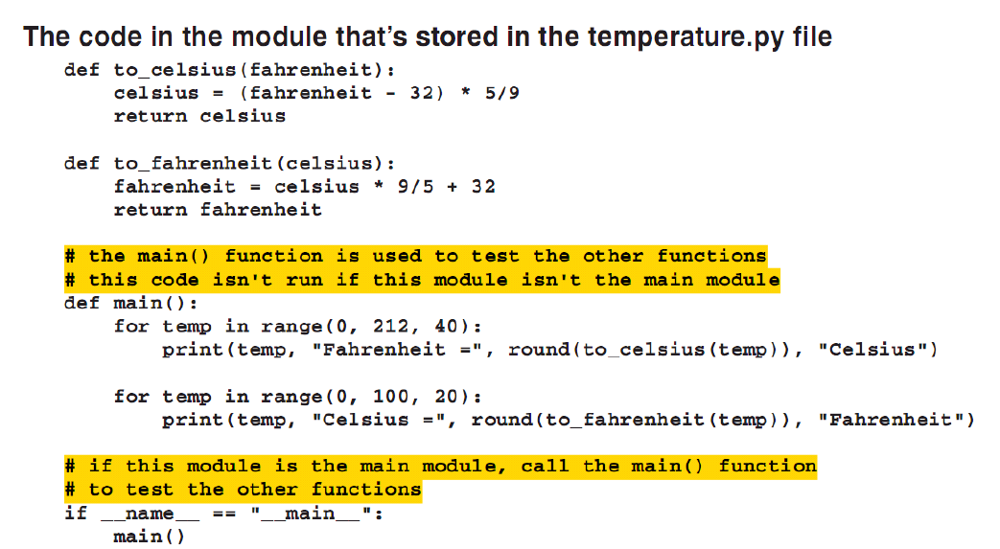 The code in the module that's stored in the temperature.py file
def to_celsius(fahrenheit):
    celsius = (fahrenheit - 32) * 5/9
    return celsius

def to_fahrenheit(celsius):
    fahrenheit = celsius * 9/5 + 32
    return fahrenheit

# the main() function is used to test the other functions
# this code isn't run if this module isn't the main module
def main():
    for temp in range(0, 212, 40):
        print(temp, "Fahrenheit =", round(to_celsius(temp)), "Celsius")

    for temp in range(0, 100, 20):
        print(temp, "Celsius =", round(to_fahrenheit(temp)), "Fahrenheit")

# if this module is the main module, call the main() function
# to test the other functions
if __name__ == "__main__":
    main()